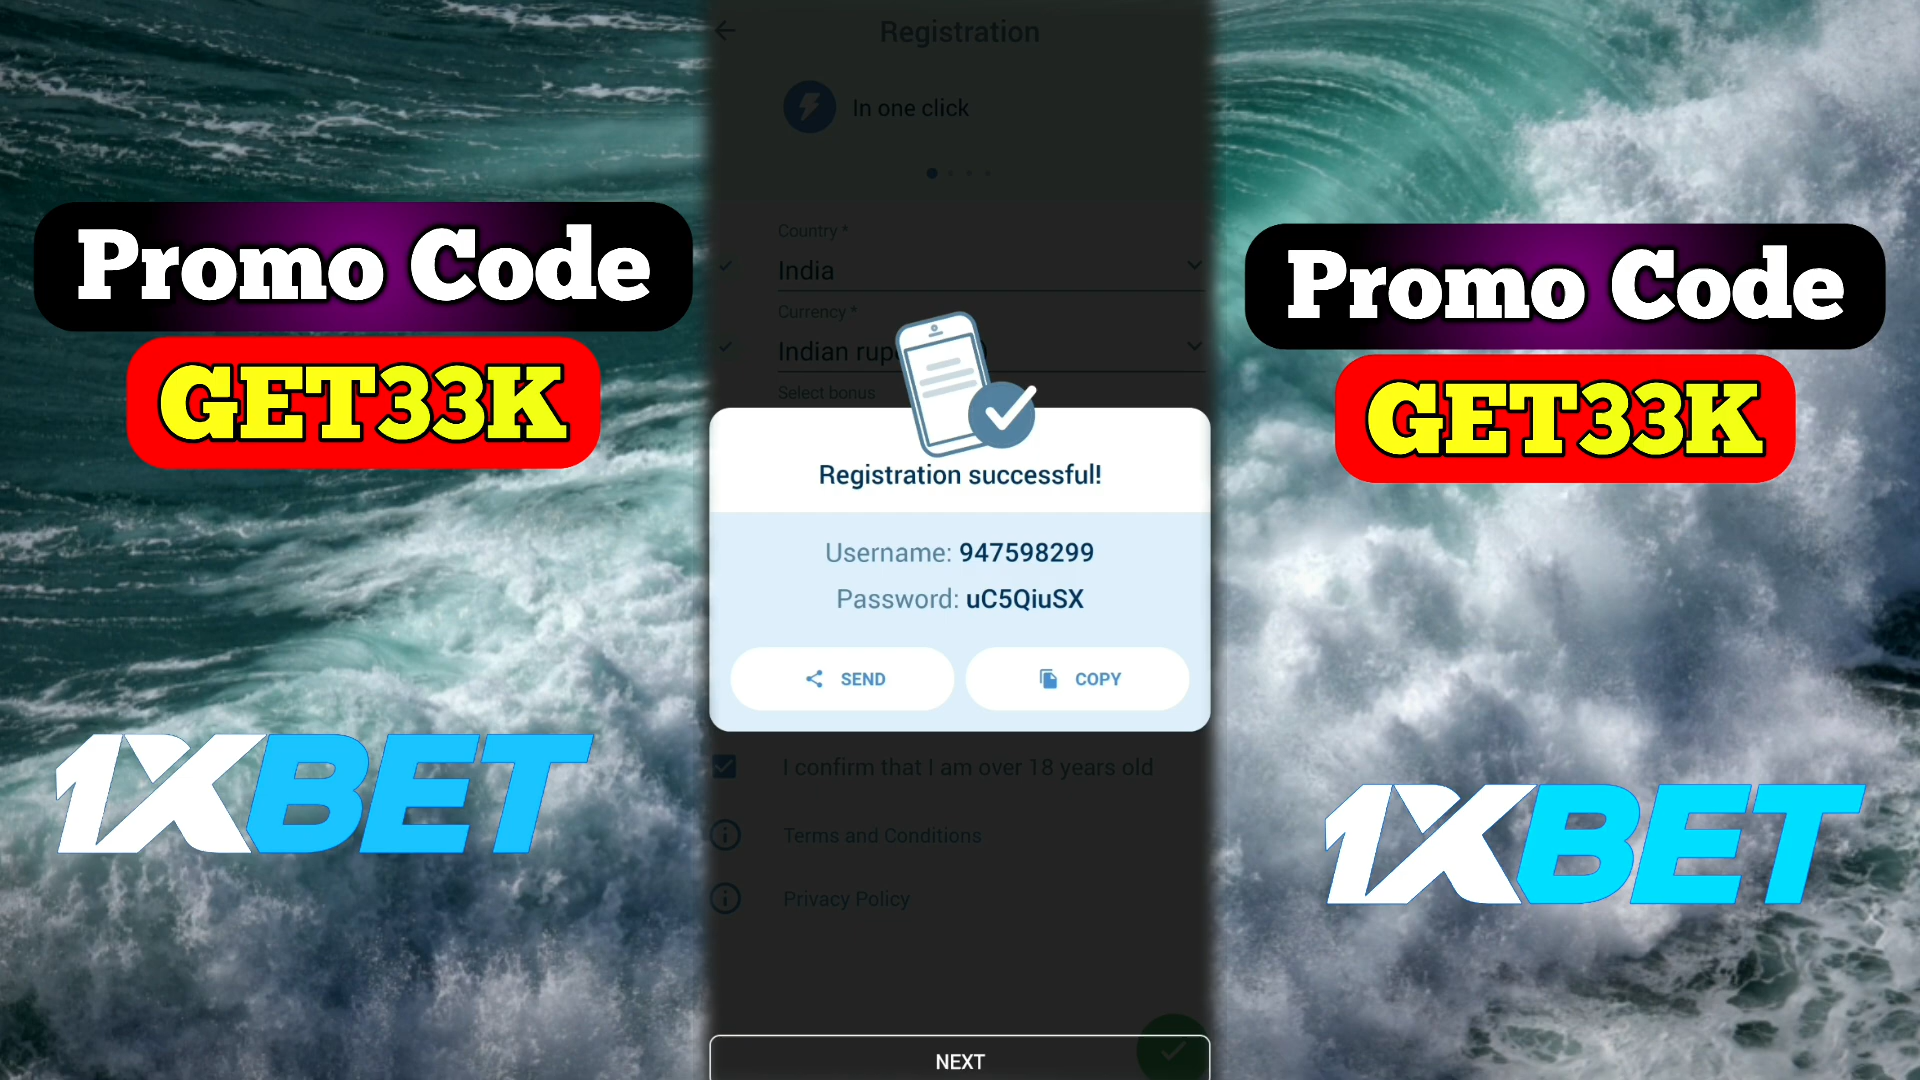 Registration
In one click
Promo Code
GET33K
Country *
India
Currency *
Indian
Select bonus
Registration successful!
Username: 947598299
Password: uC5QiuSX
SEND
COPY
I confirm that I am over 18 years old
Terms and Conditions
Privacy Policy
NEXT
1XBET
Promo Code
GET33K
1XBET